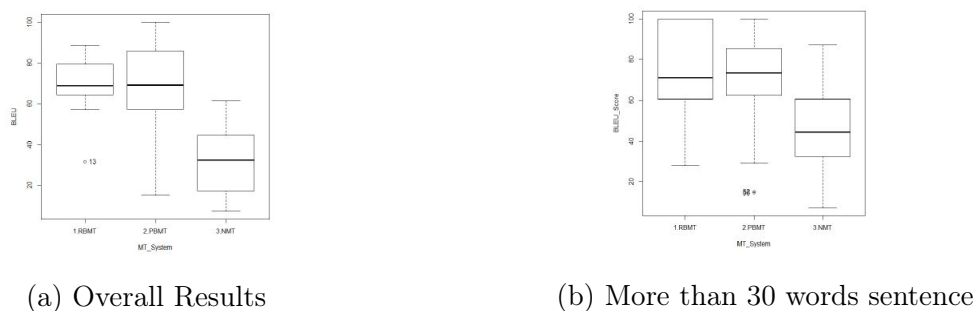 BLEU
100
80
60
40
20
13
1.RBMT
2.PBMT
3.NMT
MT_System
(a) Overall Results
BLEU_Score
100
80
60
40
20
1.RBMT
2.PBMT
3.NMT
MT_System
(b) More than 30 words sentence